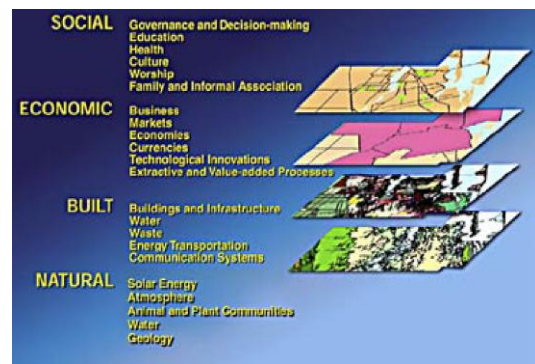 SOCIAL
Governance and Decision-making
Education
Health
Culture
Worship
Family and Informal Association
ECONOMIC
Business
Markets
Economies
Currencies
Technological Innovations
Extractive and Value-added Processes
BUILT
Buildings and Infrastructure
Water
Waste
Energy Transportation
Communication Systems
NATURAL
Solar Energy
Atmosphere
Animal and Plant Communities
Water
Geology